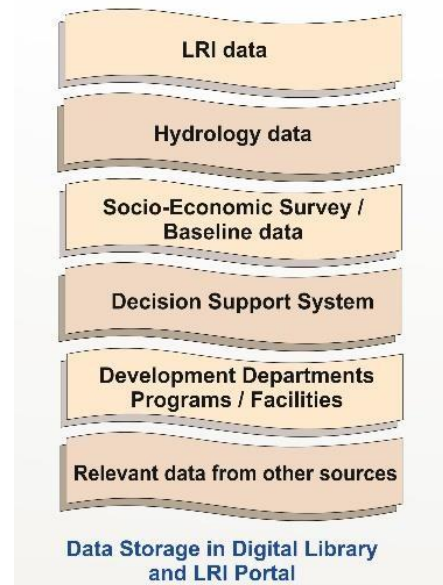 LRI data
Hydrology data
Socio-Economic Survey /
Baseline data
Decision Support System
Development Departments
Programs / Facilities
Relevant data from other sources
Data Storage in Digital Library
and LRI Portal